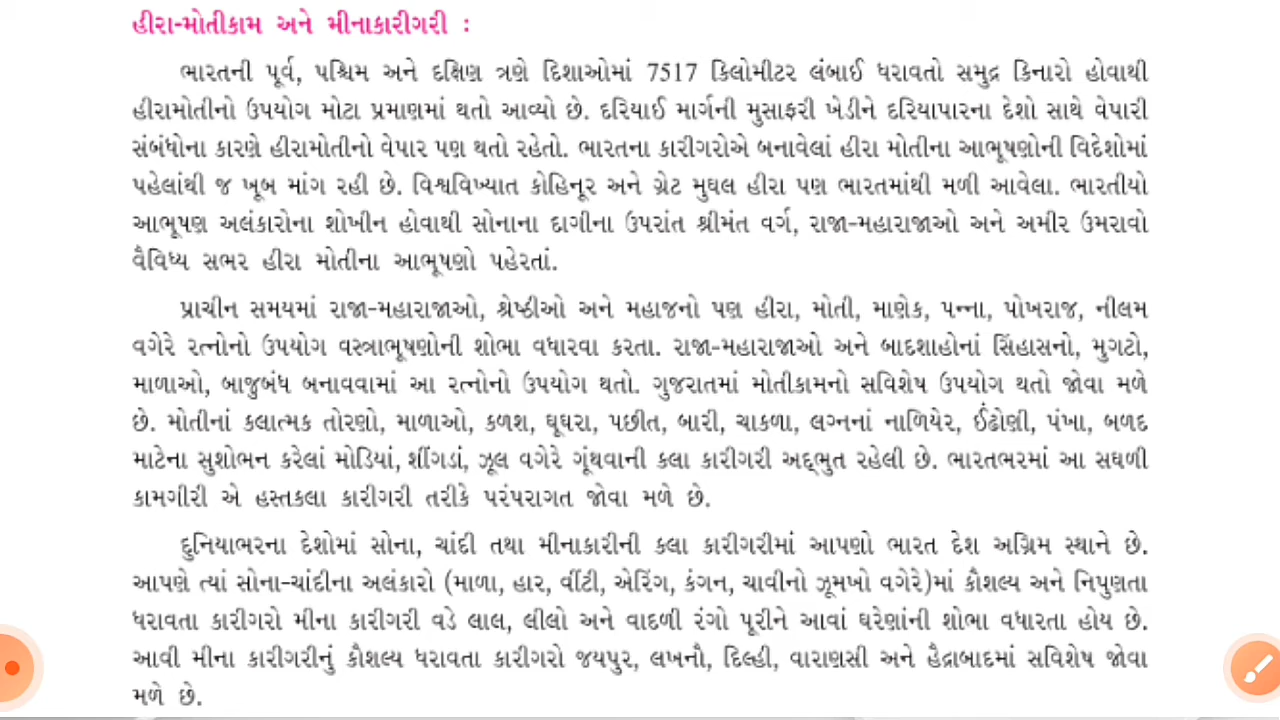 હીરા-મોતીકામ અને મીનાકારીગરી :
ભારતની પૂર્વ, પશ્ચિમ અને દક્ષિણ ત્રણે દિશાઓમાં 7517 કિલોમીટર લંબાઈ ધરાવતો સમુદ્ર કિનારો હોવાથી
હીરામોતીનો ઉપયોગ મોટા પ્રમાણમાં થતો આવ્યો છે. દરિયાઈ માર્ગની મુસાફરી ખેડીને દરિયાપારના દેશો સાથે વેપારી
સંબંધોના કારણે હીરામોતીનો વેપાર પણ થતો રહેતો. ભારતના કારીગરોએ બનાવેલાં હીરા મોતીના આભૂષણોની વિદેશોમાં
પહેલાંથી જ ખૂબ માંગ રહી છે. વિશ્વવિખ્યાત કોહિનૂર અને ગ્રેટ મુઘલ હીરા પણ ભારતમાંથી મળી આવેલા. ભારતીયો
આભૂષણ અલંકારોના શોખીન હોવાથી સોનાના દાગીના ઉપરાંત શ્રીમંત વર્ગ, રાજા-મહારાજાઓ અને અમીર ઉમરાવો
વૈવિધ્ય સભર હીરા મોતીના આભૂષણો પહેરતાં.
પ્રાચીન સમયમાં રાજા-મહારાજાઓ, શ્રેષ્ઠીઓ અને મહાજનો પણ હીરા, મોતી, માણેક, પન્ના, પોખરાજ, નીલમ
વગેરે રત્નોનો ઉપયોગ વસ્ત્રાભૂષણોની શોભા વધારવા કરતા. રાજા-મહારાજાઓ અને બાદશાહોનાં સિંહાસનો, મુગટો,
માળાઓ, બાજુબંધ બનાવવામાં આ રત્નોનો ઉપયોગ થતો. ગુજરાતમાં મોતીકામનો સવિશેષ ઉપયોગ થતો જોવા મળે
છે. મોતીનાં કલાત્મક તોરણો, માળાઓ, કળશ, ઘૂઘરા, પછીત, બારી, ચાકળા, લગ્નનાં નાળિયેર, ઈંઢોણી, પંખા, બળદ
માટેના સુશોભન કરેલાં મોડિયાં, શીંગડાં, ઝૂલ વગેરે ગૂંથવાની કલા કારીગરી અદ્ભુત રહેલી છે. ભારતભરમાં આ સઘળી
કામગીરી એ હસ્તકલા કારીગરી તરીકે પરંપરાગત જોવા મળે છે.
દુનિયાભરના દેશોમાં સોના, ચાંદી તથા મીનાકારીની કલા કારીગરીમાં આપણો ભારત દેશ અગ્રિમ સ્થાને છે.
આપણે ત્યાં સોના-ચાંદીના અલંકારો (માળા, હાર, વીંટી, એરિંગ, કંગન, ચાવીનો ઝૂમખો વગેરે)માં કૌશલ્ય અને નિપુણતા
ધરાવતા કારીગરો મીના કારીગરી વડે લાલ, લીલો અને વાદળી રંગો પૂરીને આવાં ઘરેણાંની શોભા વધારતા હોય છે.
આવી મીના કારીગરીનું કૌશલ્ય ધરાવતા કારીગરો જયપુર, લખનૌ, દિલ્હી, વારાણસી અને હૈદ્રાબાદમાં સવિશેષ જોવા
મળે છે.